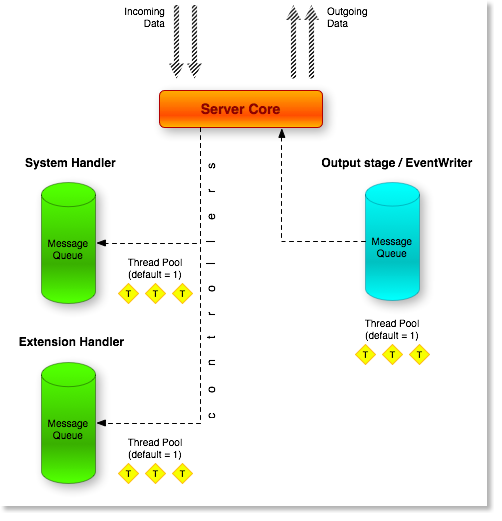 Incoming
Data
Outgoing
Data
Server Core
System Handler
Message
Queue
Thread Pool
(default = 1)
T T T
controllers
Output stage / EventWriter
Message
Queue
Thread Pool
(default = 1)
T T T
Extension Handler
Message
Queue
Thread Pool
(default = 1)
T T T